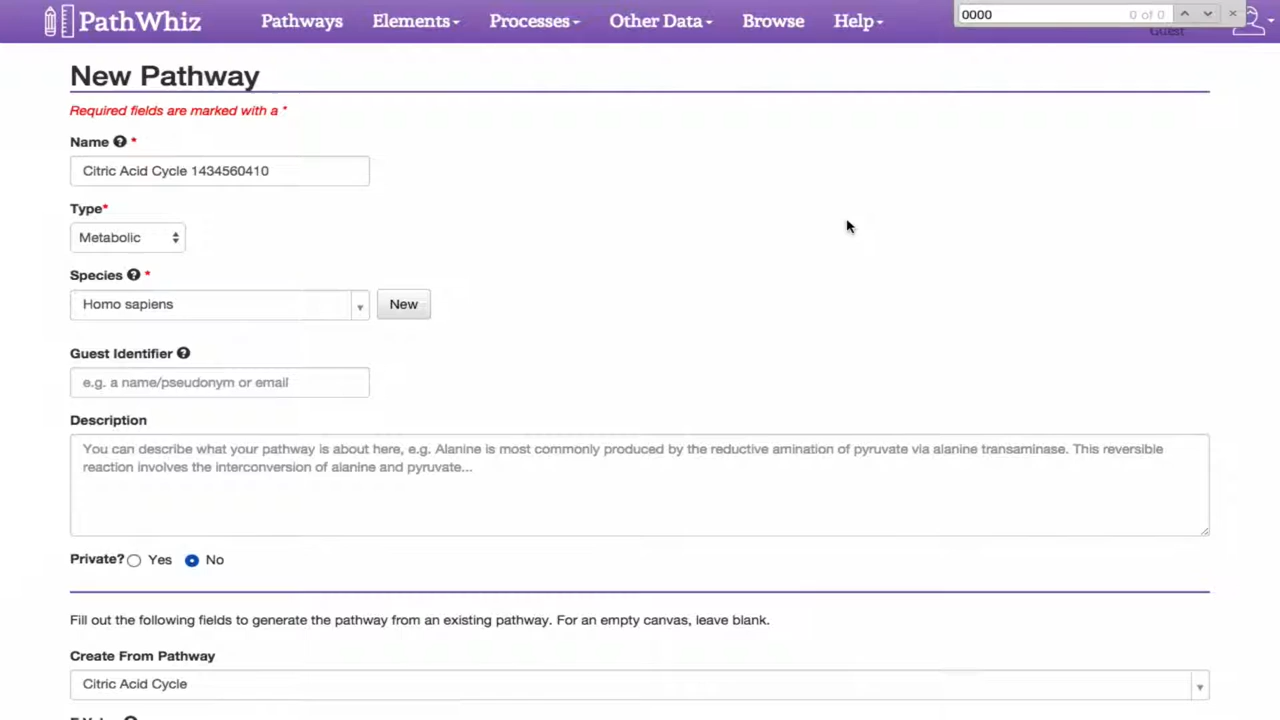 PathWhiz Pathways Elements Processes Other Data Browse Help
0000 0 of 0
Guest
New Pathway
Required fields are marked with a *
Name *
Citric Acid Cycle 1434560410
Type*
Metabolic
Species *
Homo sapiens New
Guest Identifier
e.g. a name/pseudonym or email
Description
You can describe what your pathway is about here, e.g. Alanine is most commonly produced by the reductive amination of pyruvate via alanine transaminase. This reversible
reaction involves the interconversion of alanine and pyruvate...
Private? Yes No
Fill out the following fields to generate the pathway from an existing pathway. For an empty canvas, leave blank.
Create From Pathway
Citric Acid Cycle